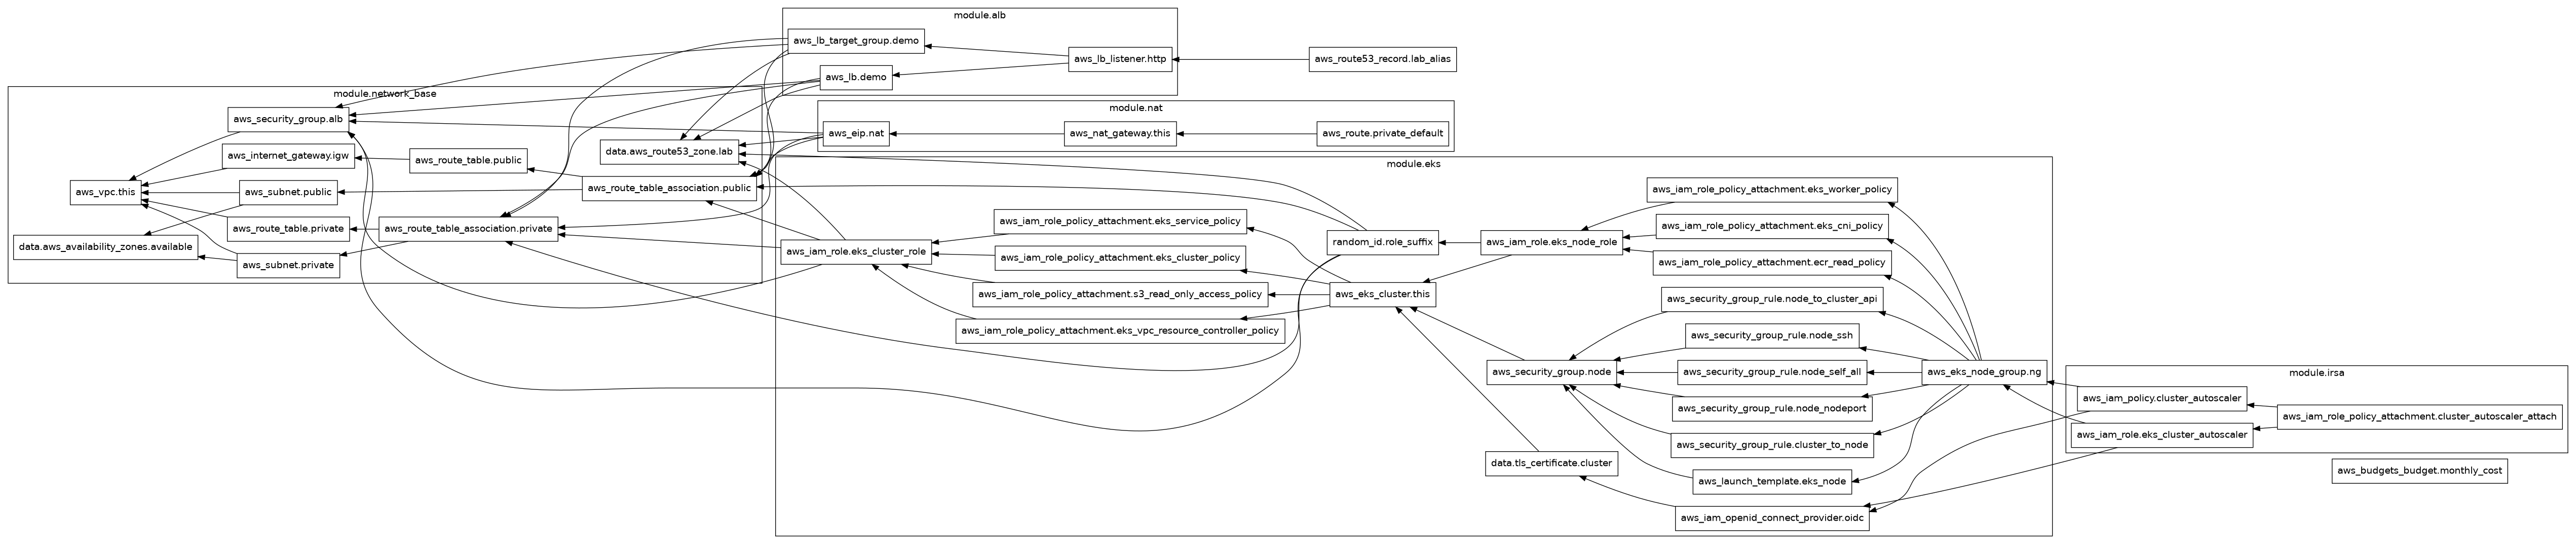 module.alb
aws_lb_target_group.demo
aws_lb_listener.http
aws_route53_record.lab_alias
aws_lb.demo
module.network_base
aws_security_group.alb
aws_internet_gateway.igw
aws_route_table.public
aws_vpc.this
aws_subnet.public
aws_route_table.private
data.aws_availability_zones.available
aws_subnet.private
aws_route_table_association.private
aws_route_table_association.public
data.aws_route53_zone.lab
module.nat
aws_eip.nat
aws_nat_gateway.this
aws_route.private_default
module.eks
aws_iam_role.eks_cluster_role
aws_iam_role_policy_attachment.eks_service_policy
aws_iam_role_policy_attachment.eks_cluster_policy
aws_iam_role_policy_attachment.s3_read_only_access_policy
aws_iam_role_policy_attachment.eks_vpc_resource_controller_policy
random_id.role_suffix
aws_eks_cluster.this
aws_iam_role.eks_node_role
aws_iam_role_policy_attachment.eks_worker_policy
aws_iam_role_policy_attachment.eks_cni_policy
aws_iam_role_policy_attachment.ecr_read_policy
aws_security_group_rule.node_to_cluster_api
aws_security_group_rule.node_ssh
aws_security_group.node
aws_security_group_rule.node_self_all
aws_eks_node_group.ng
aws_security_group_rule.node_nodeport
aws_security_group_rule.cluster_to_node
data.tls_certificate.cluster
aws_launch_template.eks_node
aws_iam_openid_connect_provider.oidc
module.irsa
aws_iam_policy.cluster_autoscaler
aws_iam_role_policy_attachment.cluster_autoscaler_attach
aws_iam_role.eks_cluster_autoscaler
aws_budgets_budget.monthly_cost